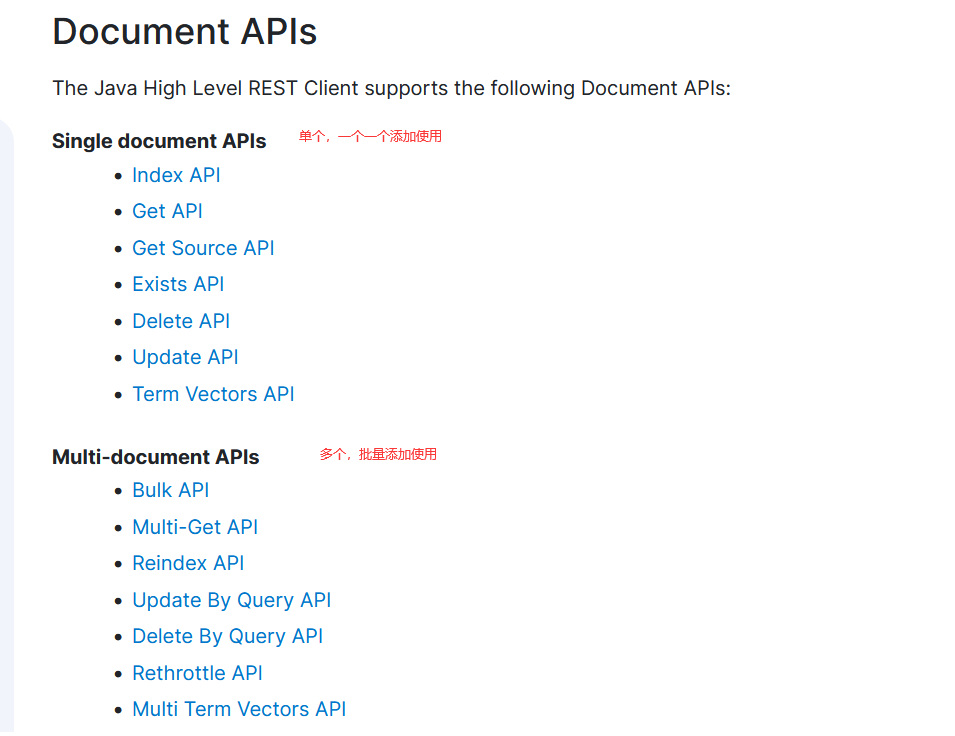 Document APIs
The Java High Level REST Client supports the following Document APIs:
Single document APIs 单个，一个一个添加使用
Index API
Get API
Get Source API
Exists API
Delete API
Update API
Term Vectors API
Multi-document APIs 多个，批量添加使用
Bulk API
Multi-Get API
Reindex API
Update By Query API
Delete By Query API
Rethrottle API
Multi Term Vectors API